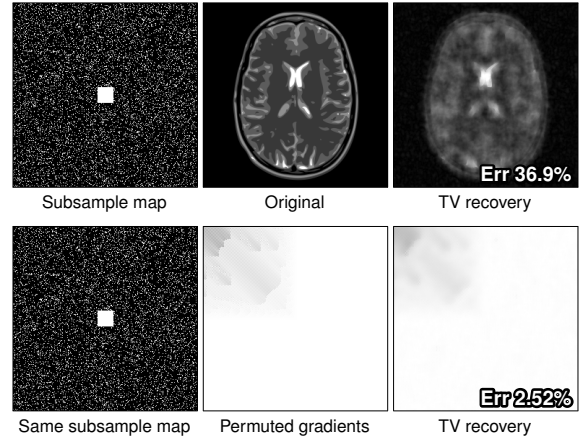 Err 36.9%
Subsample map
Original
TV recovery
Err 2.52%
Same subsample map
Permuted gradients
TV recovery